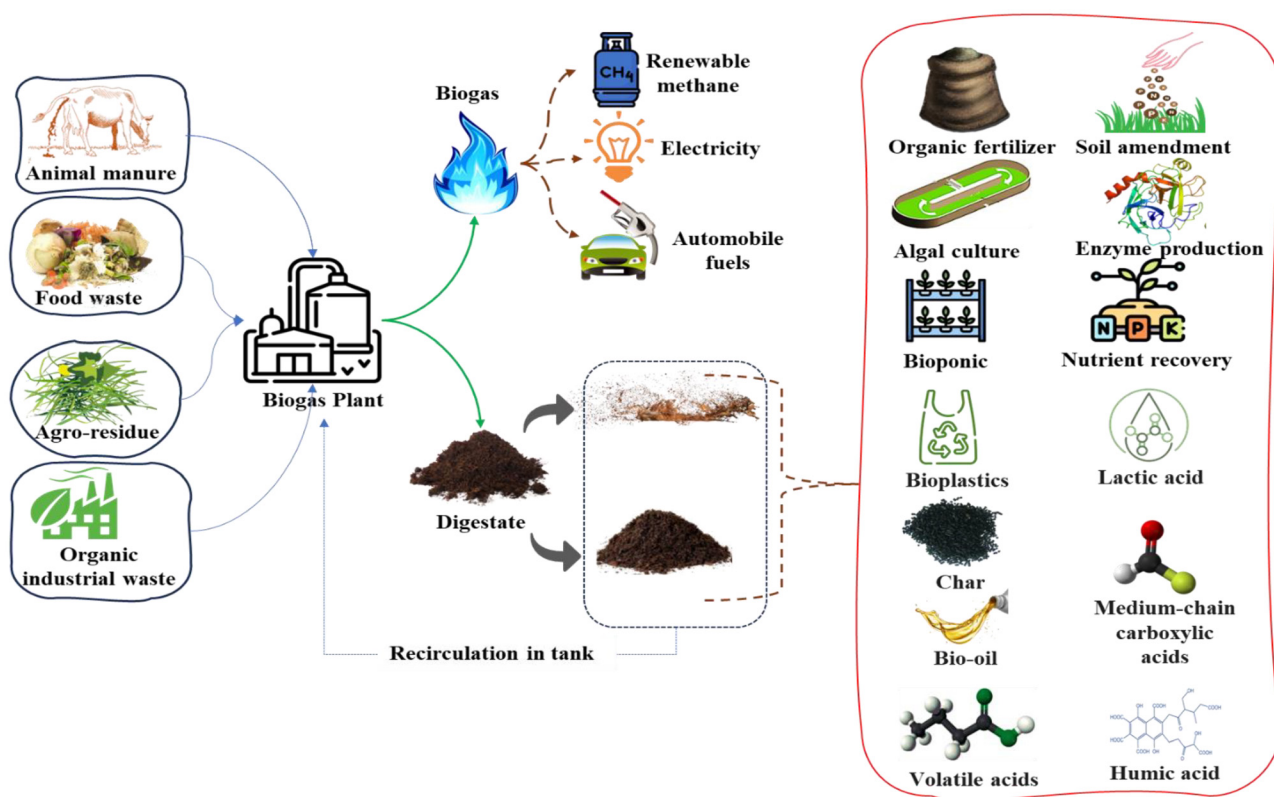 Animal manure
Food waste
Agro-residue
Organic
industrial waste
Biogas Plant
Biogas
CH4
Renewable
methane
Electricity
Automobile
fuels
Digestate
Recirculation in tank
Organic fertilizer
Soil amendment
Algal culture
Enzyme production
Bioponic
N P K
Nutrient recovery
Bioplastics
Lactic acid
Char
Medium-chain
carboxylic
acids
Bio-oil
Volatile acids
Humic acid